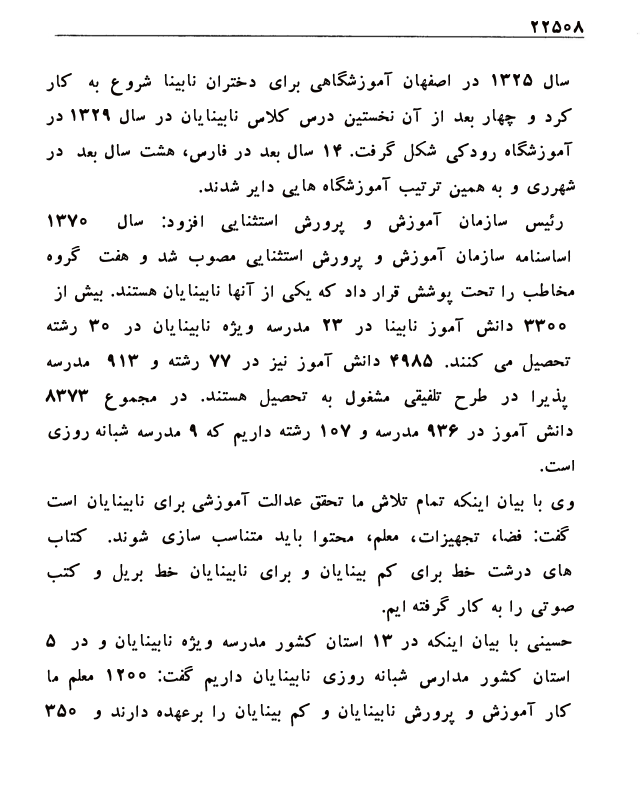 ۲۲۵۰۸
سال ۱۳۲۵ در اصفهان آموزشگاهی برای دختران نابینا شروع به کار
کرد و چهار بعد از آن نخستین درس کلاس نابینایان در سال ۱۳۲۹ در
آموزشگاه رودکی شکل گرفت. ۱۴ سال بعد در فارس، هشت سال بعد در
شهرری و به همین ترتیب آموزشگاه هایی دایر شدند.
رئیس سازمان آموزش و پرورش استثنایی افزود: سال ۱۳۷۰
اساسنامه سازمان آموزش و پرورش استثنایی مصوب شد و هفت گروه
مخاطب را تحت پوشش قرار داد که یکی از آنها نابینایان هستند. بیش از
۳۳۰۰ دانش آموز نابینا در ۲۳ مدرسه ویژه نابینایان در ۳۰ رشته
تحصیل می کنند. ۴۹۸۵ دانش آموز نیز در ۷۷ رشته و ۹۱۳ مدرسه
پذیرا در طرح تلفیقی مشغول به تحصیل هستند. در مجموع ۸۳۷۳
دانش آموز در ۹۳۶ مدرسه و ۱۰۷ رشته داریم که ۹ مدرسه شبانه روزی
است.
وی با بیان اینکه تمام تلاش ما تحقق عدالت آموزشی برای نابینایان است
گفت: فضا، تجهیزات، معلم، محتوا باید متناسب سازی شوند. کتاب
های درشت خط برای کم بینایان و برای نابینایان خط بریل و کتب
صوتی را به کار گرفته ایم.
حسینی با بیان اینکه در ۱۳ استان کشور مدرسه ویژه نابینایان و در ۵
استان کشور مدارس شبانه روزی نابینایان داریم گفت: ۱۲۰۰ معلم ما
کار آموزش و پرورش نابینایان و کم بینایان را برعهده دارند و ۳۵۰